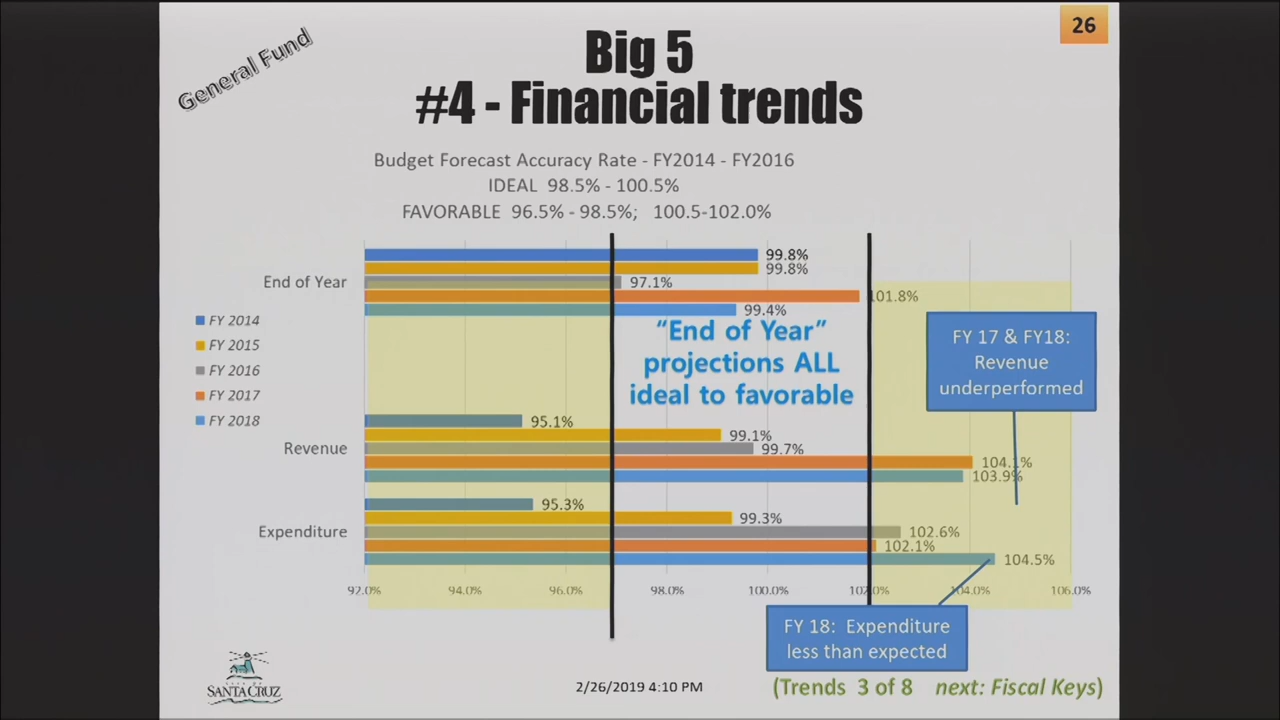 26
General Fund
Big 5
#4 - Financial trends
Budget Forecast Accuracy Rate - FY2014 - FY2016
IDEAL 98.5% - 100.5%
FAVORABLE 96.5% - 98.5%; 100.5-102.0%
End of Year
99.8%
99.8%
97.1%
101.8%
99.4%
FY 2014
FY 2015
FY 2016
FY 2017
FY 2018
"End of Year"
projections ALL
ideal to favorable
FY 17 & FY18:
Revenue
underperformed
Revenue
95.1%
99.1%
99.7%
104.1%
103.9%
Expenditure
95.3%
99.3%
102.6%
102.1%
104.5%
92.0% 94.0% 96.0% 98.0% 100.0% 102.0% 104.0% 106.0%
FY 18: Expenditure
less than expected
SANTA CRUZ
2/26/2019 4:10 PM
(Trends 3 of 8 next: Fiscal Keys)